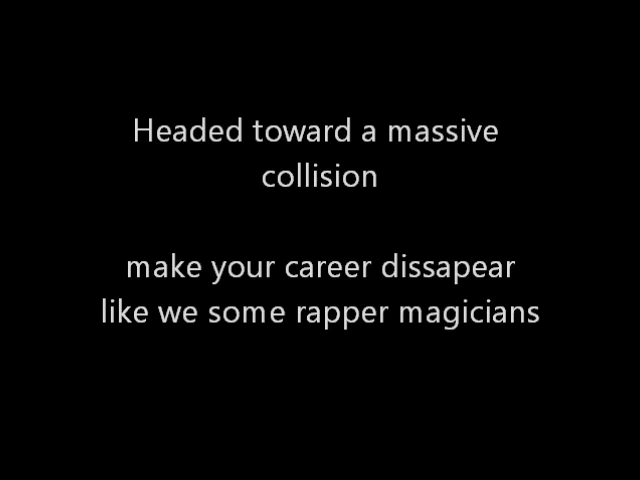 Headed toward a massive
collision
make your career dissapear
like we some rapper magicians